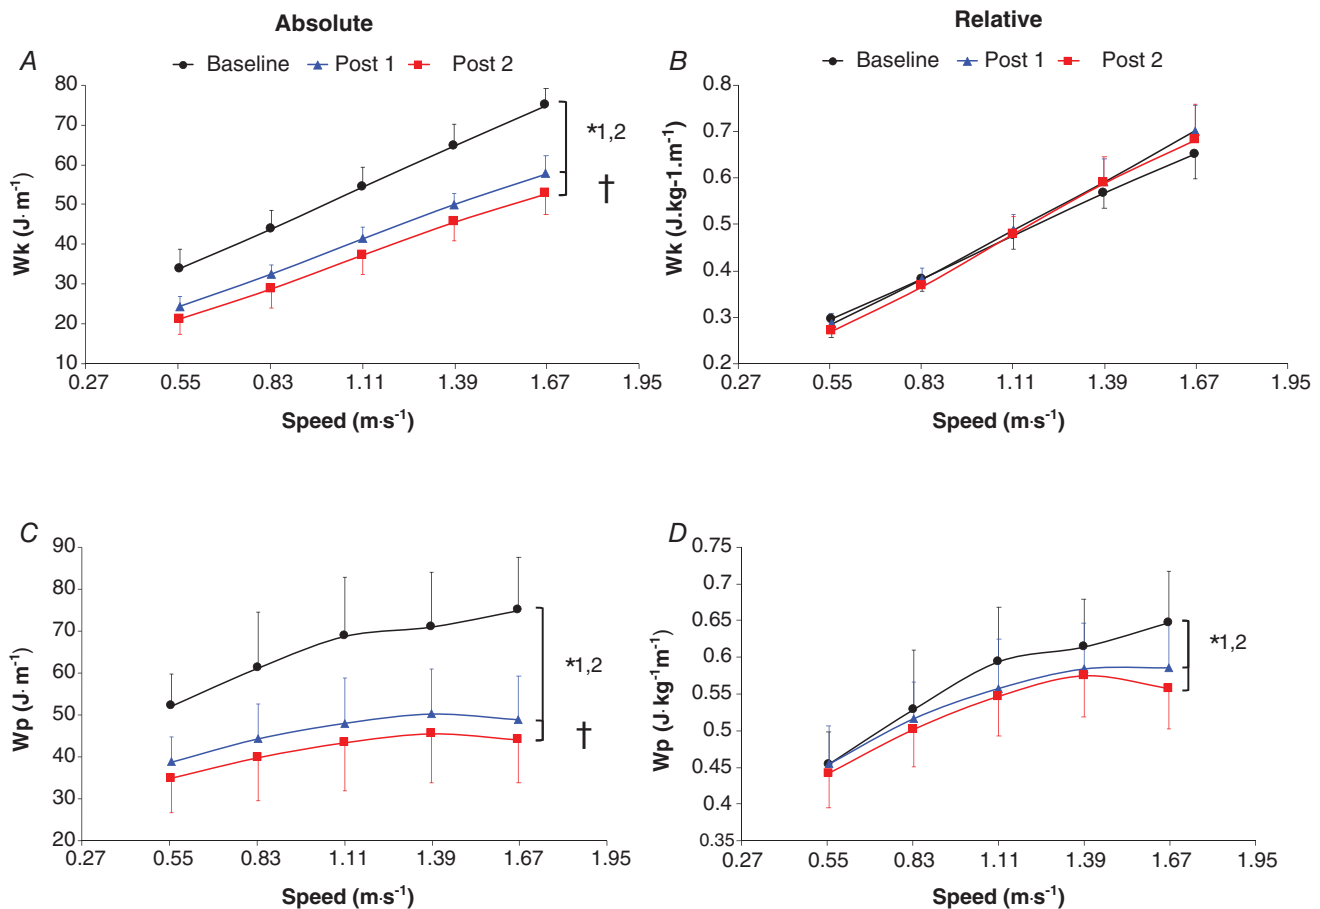 Absolute
Relative
A
Baseline Post 1 Post 2
B
Baseline Post 1 Post 2
80
70
60
50
40
30
20
10
Wk (J· m⁻¹)
*1,2
†
0.27 0.55 0.83 1.11 1.39 1.67 1.95
Speed (m·s⁻¹)
0.8
0.7
0.6
0.5
0.4
0.3
0.2
Wk (J.kg-1.m⁻¹)
0.27 0.55 0.83 1.11 1.39 1.67 1.95
Speed (m·s⁻¹)
C
90
80
70
60
50
40
30
20
Wp (J· m⁻¹)
*1,2
†
0.27 0.55 0.83 1.11 1.39 1.67 1.95
Speed (m·s⁻¹)
D
0.75
0.7
0.65
0.6
0.55
0.5
0.45
0.4
0.35
Wp (J· kg⁻¹m⁻¹)
*1,2
0.27 0.55 0.83 1.11 1.39 1.67 1.95
Speed (m·s⁻¹)